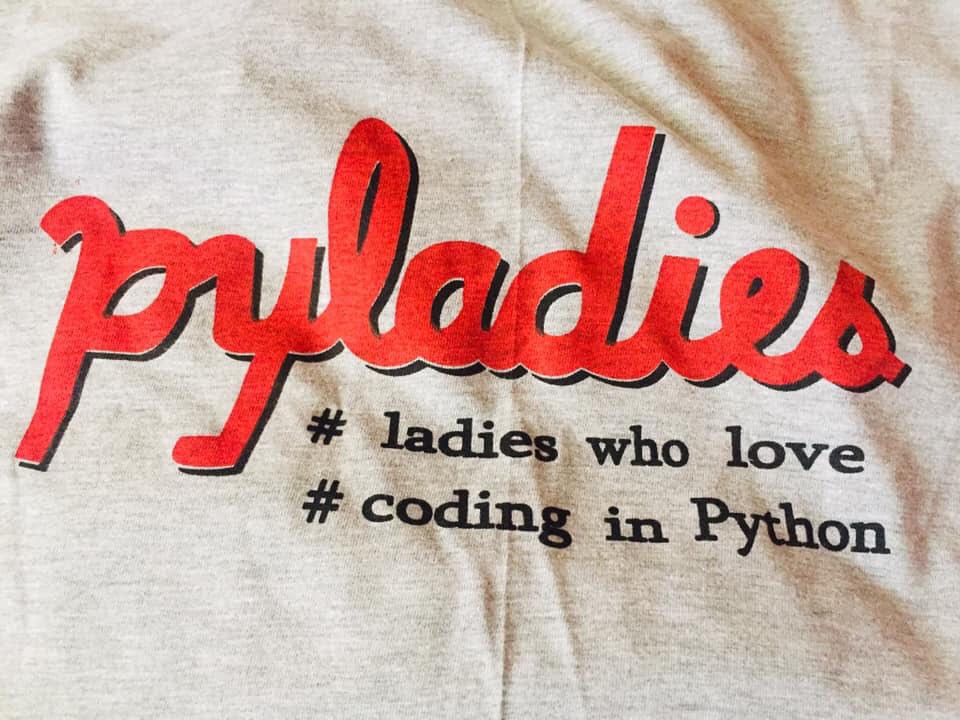 pyladies
# ladies who love
# coding in Python